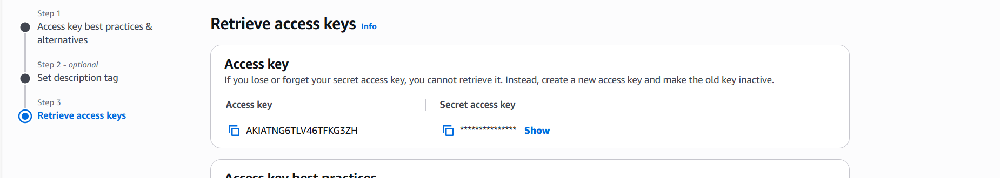 Step 1
Access key best practices &
alternatives
Step 2 - optional
Set description tag
Step 3
Retrieve access keys
Retrieve access keys Info
Access key
If you lose or forget your secret access key, you cannot retrieve it. Instead, create a new access key and make the old key inactive.
Access key Secret access key
AKIATNG6TLV46TFKG3ZH *************** Show
Access key best practices